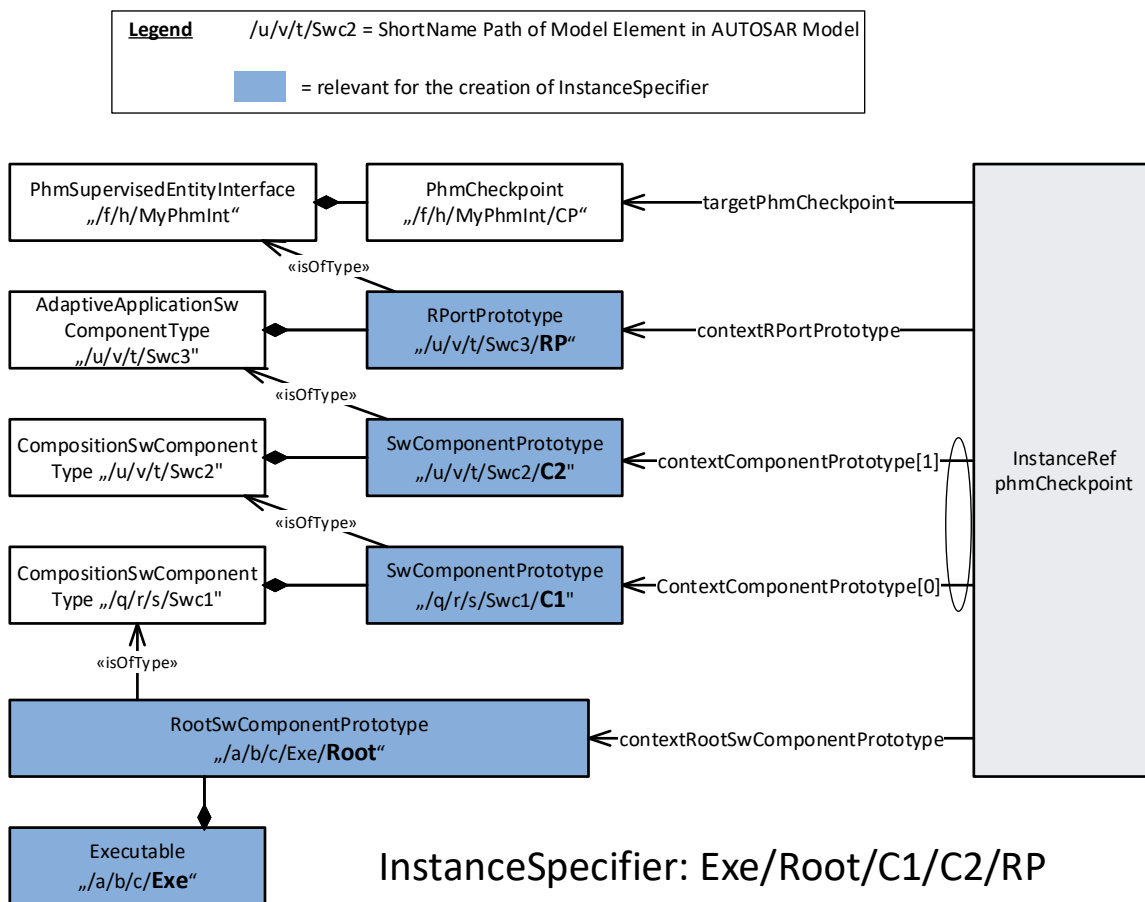 Legend /u/v/t/Swc2 = ShortName Path of Model Element in AUTOSAR Model
= relevant for the creation of InstanceSpecifier
PhmSupervisedEntityInterface
„/f/h/MyPhmInt“
PhmCheckpoint
„/f/h/MyPhmInt/CP“
targetPhmCheckpoint
«isOfType»
AdaptiveApplicationSw
ComponentType
„/u/v/t/Swc3"
RPortPrototype
„/u/v/t/Swc3/RP“
contextRPortPrototype
«isOfType»
CompositionSwComponent
Type „/u/v/t/Swc2"
SwComponentPrototype
„/u/v/t/Swc2/C2"
contextComponentPrototype[1]
InstanceRef
phmCheckpoint
«isOfType»
CompositionSwComponent
Type „/q/r/s/Swc1"
SwComponentPrototype
„/q/r/s/Swc1/C1"
ContextComponentPrototype[0]
«isOfType»
RootSwComponentPrototype
„/a/b/c/Exe/Root“
contextRootSwComponentPrototype
Executable
„/a/b/c/Exe“
InstanceSpecifier: Exe/Root/C1/C2/RP